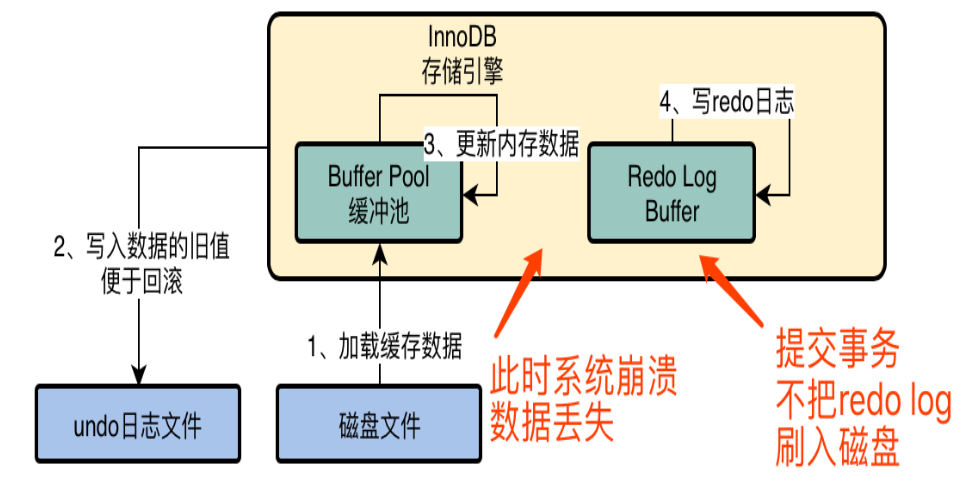 InnoDB
存储引擎
4、写redo日志
3、更新内存数据
Buffer Pool
缓冲池
Redo Log
Buffer
2、写入数据的旧值
便于回滚
1、加载缓存数据
undo日志文件
磁盘文件
此时系统崩溃
数据丢失
提交事务
不把redo log
刷入磁盘